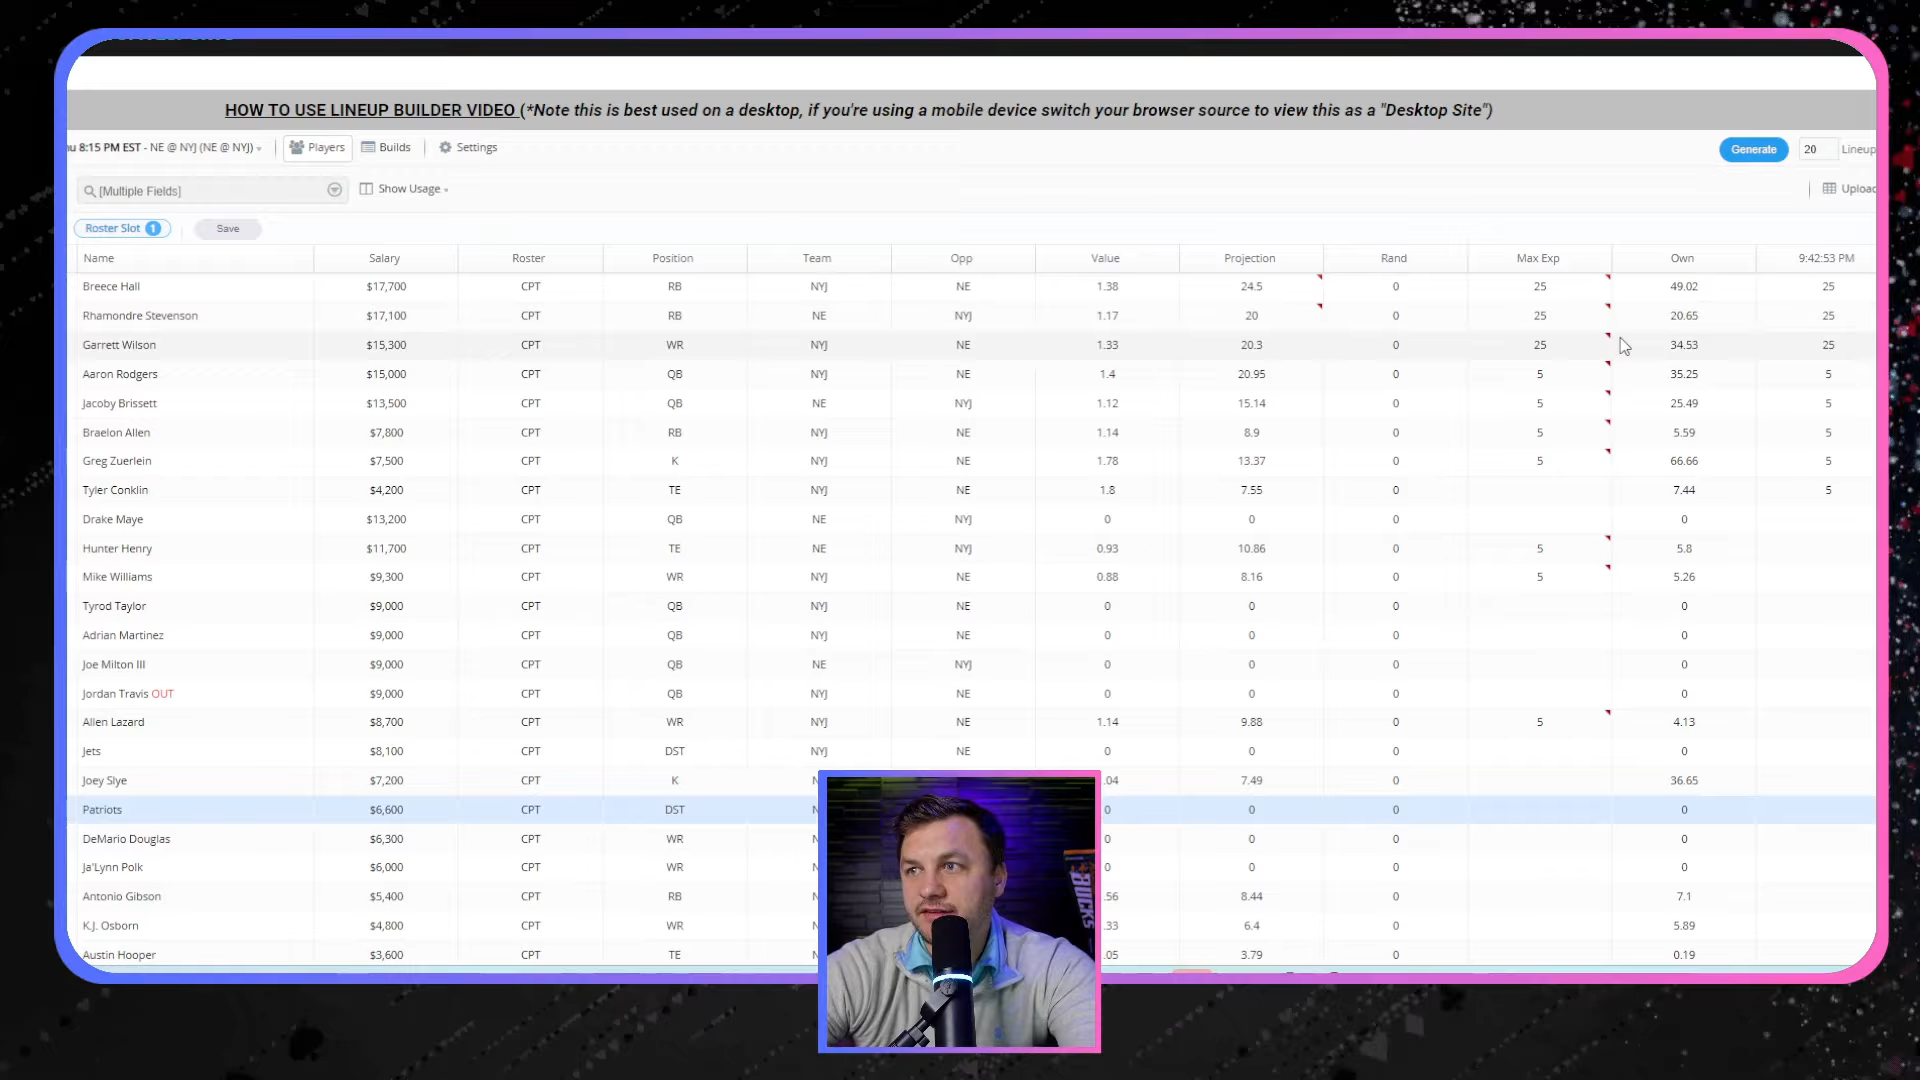 HOW TO USE LINEUP BUILDER VIDEO (*Note this is best used on a desktop, if you're using a mobile device switch your browser source to view this as a "Desktop Site")
u 8:15 PM EST - NE @ NYJ (NE @ NYJ) Players Builds Settings Generate 20 Lineup
[Multiple Fields] Show Usage Uploa
Roster Slot 1 Save
Name Salary Roster Position Team Opp Value Projection Rand Max Exp Own 9:42:53 PM
Breece Hall $17,700 CPT RB NYJ NE 1.38 24.5 0 25 49.02 25
Rhamondre Stevenson $17,100 CPT RB NE NYJ 1.17 20 0 25 20.65 25
Garrett Wilson $15,300 CPT WR NYJ NE 1.33 20.3 0 25 34.53 25
Aaron Rodgers $15,000 CPT QB NYJ NE 1.4 20.95 0 5 35.25 5
Jacoby Brissett $13,500 CPT QB NE NYJ 1.12 15.14 0 5 25.49 5
Braelon Allen $7,800 CPT RB NYJ NE 1.14 8.9 0 5 5.59 5
Greg Zuerlein $7,500 CPT K NYJ NE 1.78 13.37 0 5 66.66 5
Tyler Conklin $4,200 CPT TE NYJ NE 1.8 7.55 0 7.44 5
Drake Maye $13,200 CPT QB NE NYJ 0 0 0 0
Hunter Henry $11,700 CPT TE NE NYJ 0.93 10.86 0 5 5.8
Mike Williams $9,300 CPT WR NYJ NE 0.88 8.16 0 5 5.26
Tyrod Taylor $9,000 CPT QB NYJ NE 0 0 0 0
Adrian Martinez $9,000 CPT QB NYJ NE 0 0 0 0
Joe Milton III $9,000 CPT QB NE NYJ 0 0 0 0
Jordan Travis OUT $9,000 CPT QB NYJ NE 0 0 0 0
Allen Lazard $8,700 CPT WR NYJ NE 1.14 9.88 0 5 4.13
Jets $8,100 CPT DST NYJ NE 0 0 0 0
Joey Slye $7,200 CPT K N .04 7.49 0 36.65
Patriots $6,600 CPT DST N 0 0 0 0
DeMario Douglas $6,300 CPT WR N 0 0 0 0
Ja'Lynn Polk $6,000 CPT WR N 0 0 0 0
Antonio Gibson $5,400 CPT RB N .56 8.44 0 7.1
K.J. Osborn $4,800 CPT WR N .33 6.4 0 5.89
Austin Hooper $3,600 CPT TE N .05 3.79 0 0.19
BUCKS